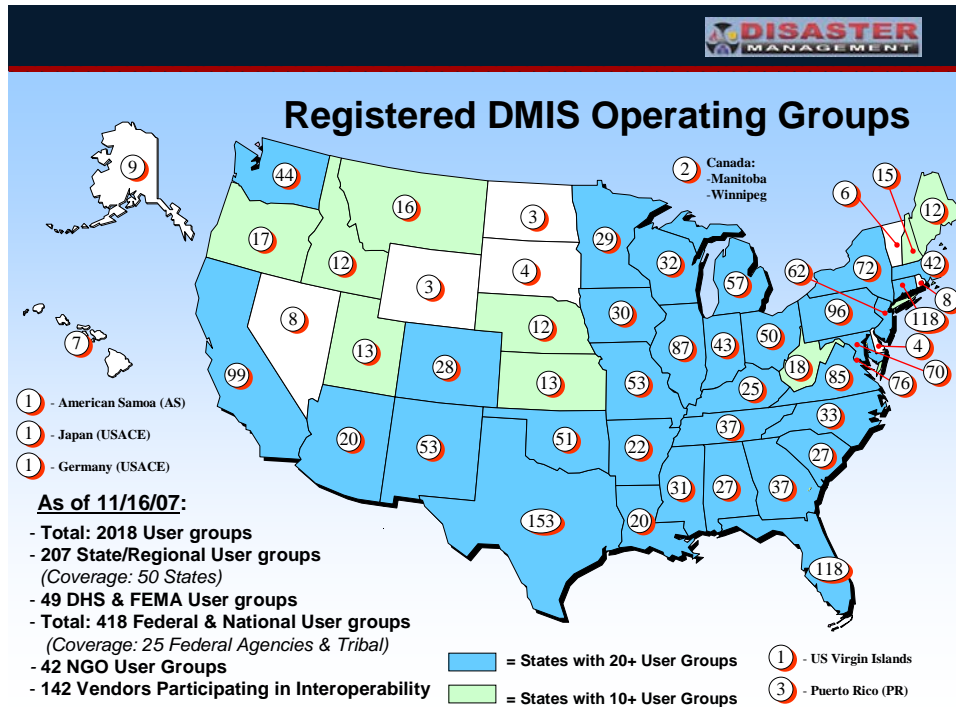 DISASTER
MANAGEMENT
Registered DMIS Operating Groups
9
44
16
3
2
Canada:
-Manitoba
-Winnipeg
15
6
12
17
12
3
4
29
32
57
62
72
42
8
118
8
7
13
12
30
96
4
70
76
99
28
13
87
43
50
18
85
53
25
33
37
20
53
51
22
27
31
27
37
153
20
118
1 - American Samoa (AS)
1 - Japan (USACE)
1 - Germany (USACE)
As of 11/16/07:
- Total: 2018 User groups
- 207 State/Regional User groups
(Coverage: 50 States)
- 49 DHS & FEMA User groups
- Total: 418 Federal & National User groups
(Coverage: 25 Federal Agencies & Tribal)
- 42 NGO User Groups
- 142 Vendors Participating in Interoperability
= States with 20+ User Groups
= States with 10+ User Groups
1 - US Virgin Islands
3 - Puerto Rico (PR)